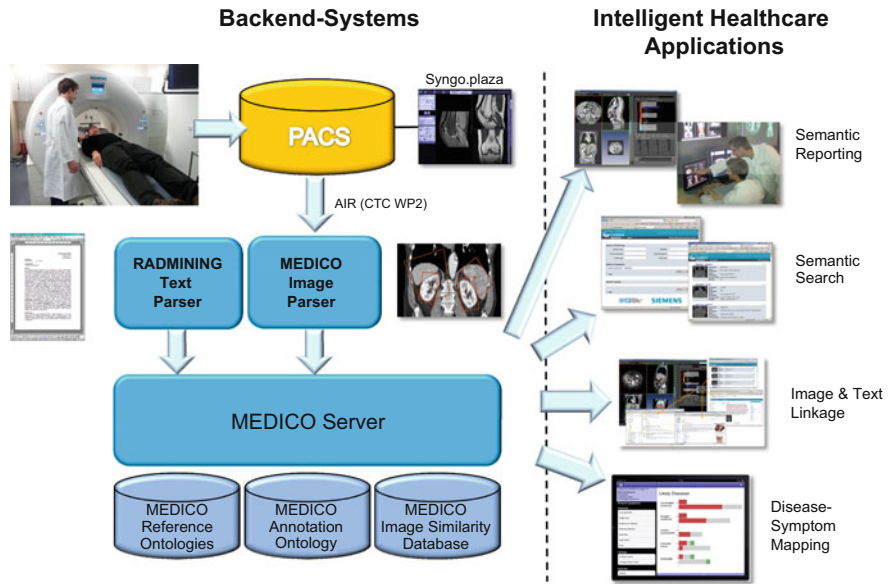 Backend-Systems
Intelligent Healthcare
Applications
Syngo.plaza
PACS
Semantic
Reporting
AIR (CTC WP2)
RADMINING
Text
Parser
MEDICO
Image
Parser
Semantic
Search
SIEMENS
MEDICO Server
Image & Text
Linkage
MEDICO
Reference
Ontologies
MEDICO
Annotation
Ontology
MEDICO
Image Similarity
Database
Likely Diseases
Disease-
Symptom
Mapping